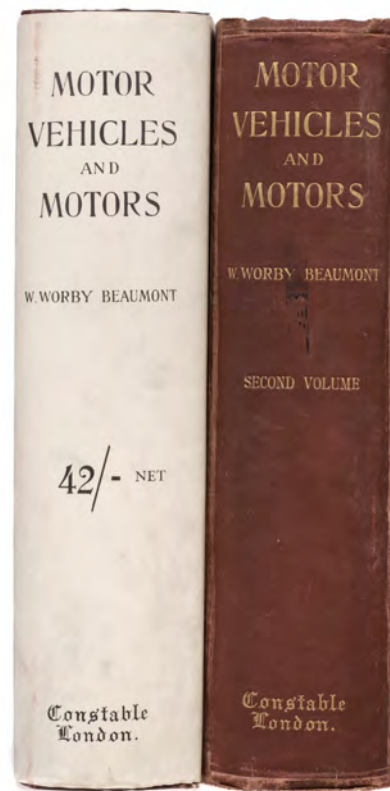 MOTOR
VEHICLES
AND
MOTORS
W. WORBY BEAUMONT
42/- NET
Constable
London.
MOTOR
VEHICLES
AND
MOTORS
W. WORBY BEAUMONT
SECOND VOLUME
Constable
London.